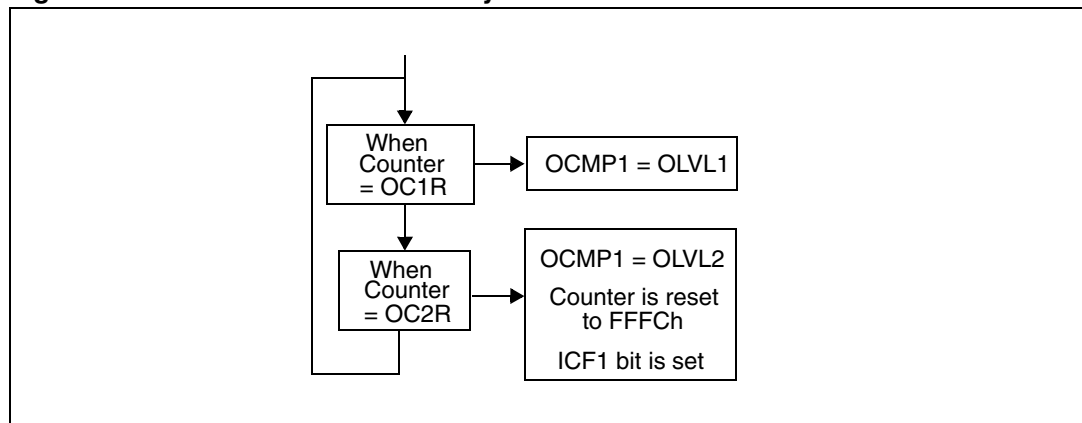 When
Counter
= OC1R
OCMP1 = OLVL1
When
Counter
= OC2R
OCMP1 = OLVL2
Counter is reset
to FFFCh
ICF1 bit is set